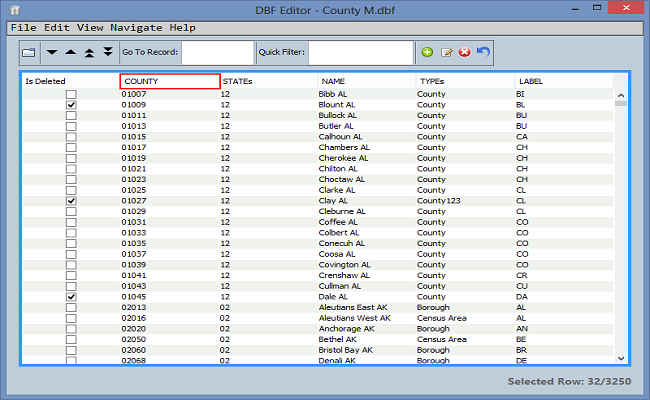 DBF Editor - County M.dbf
File Edit View Navigate Help
Go To Record: Quick Filter:
Is Deleted COUNTY STATEs NAME TYPEs LABEL
01007 12 Bibb AL County BI
01009 12 Blount AL County BL
01011 12 Bullock AL County BU
01013 12 Butler AL County BU
01015 12 Calhoun AL County CA
01017 12 Chambers AL County CH
01019 12 Cherokee AL County CH
01021 12 Chilton AL County CH
01023 12 Choctaw AL County CH
01025 12 Clarke AL County CL
01027 12 Clay AL County123 CL
01029 12 Cleburne AL County CL
01031 12 Coffee AL County CO
01033 12 Colbert AL County CO
01035 12 Conecuh AL County CO
01037 12 Coosa AL County CO
01039 12 Covington AL County CO
01041 12 Crenshaw AL County CR
01043 12 Cullman AL County CU
01045 12 Dale AL County DA
02013 02 Aleutians East AK Borough AL
02016 02 Aleutians West AK Census Area AL
02020 02 Anchorage AK Borough AN
02050 02 Bethel AK Census Area BE
02060 02 Bristol Bay AK Borough BR
02068 02 Denali AK Borough DE
Selected Row: 32/3250